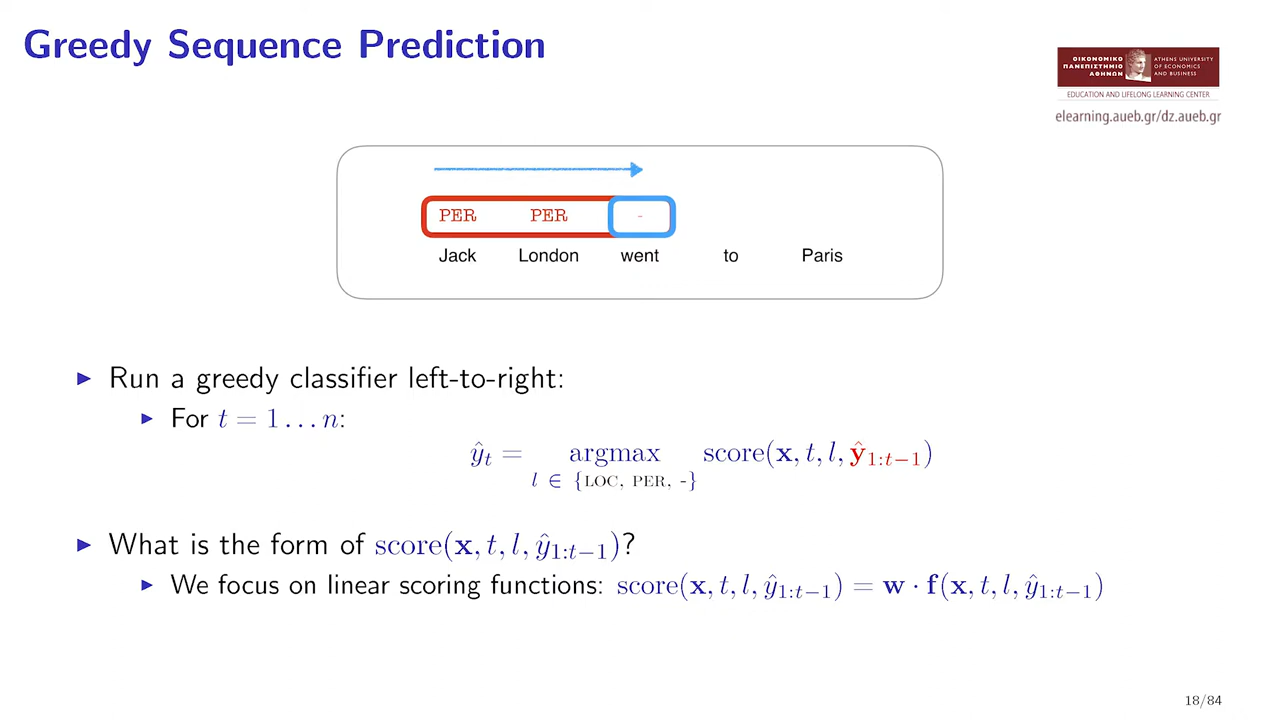 Greedy Sequence Prediction
ΟΙΚΟΝΟΜΙΚΟ
ΠΑΝΕΠΙΣΤΗΜΙΟ
ΑΘΗΝΩΝ
ATHENS UNIVERSITY
OF ECONOMICS
AND BUSINESS
EDUCATION AND LIFELONG LEARNING CENTER
elearning.aueb.gr/dz.aueb.gr
PER PER -
Jack London went to Paris
▶ Run a greedy classifier left-to-right:
▶ For t = 1 … n:
ŷ_t = argmax score(x, t, l, ŷ_{1:t−1})
l ∈ {LOC, PER, -}
▶ What is the form of score(x, t, l, ŷ_{1:t−1})?
▶ We focus on linear scoring functions: score(x, t, l, ŷ_{1:t−1}) = w · f(x, t, l, ŷ_{1:t−1})
18/84